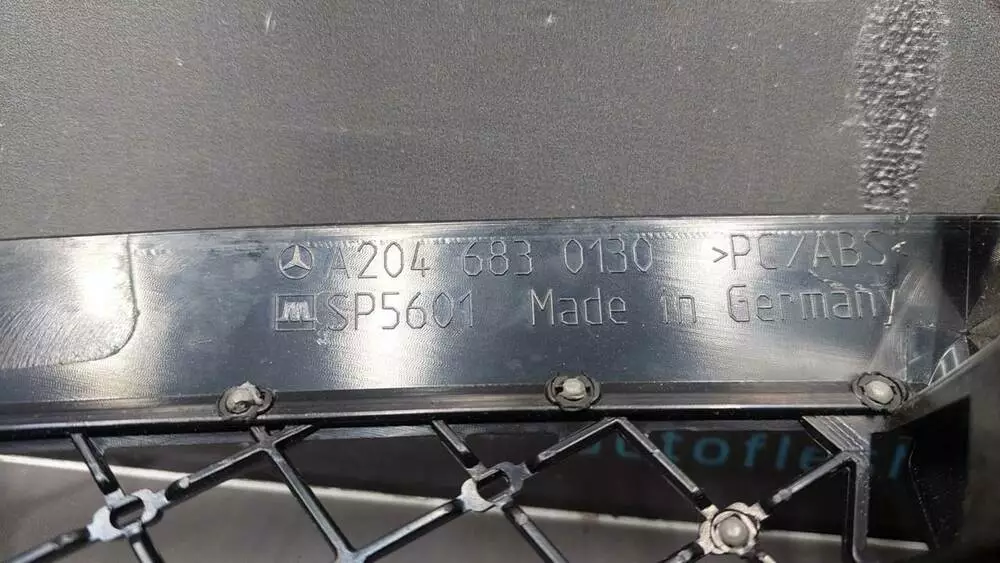 A204 683 0130 >PC/ABS<
SP5601 Made in Germany